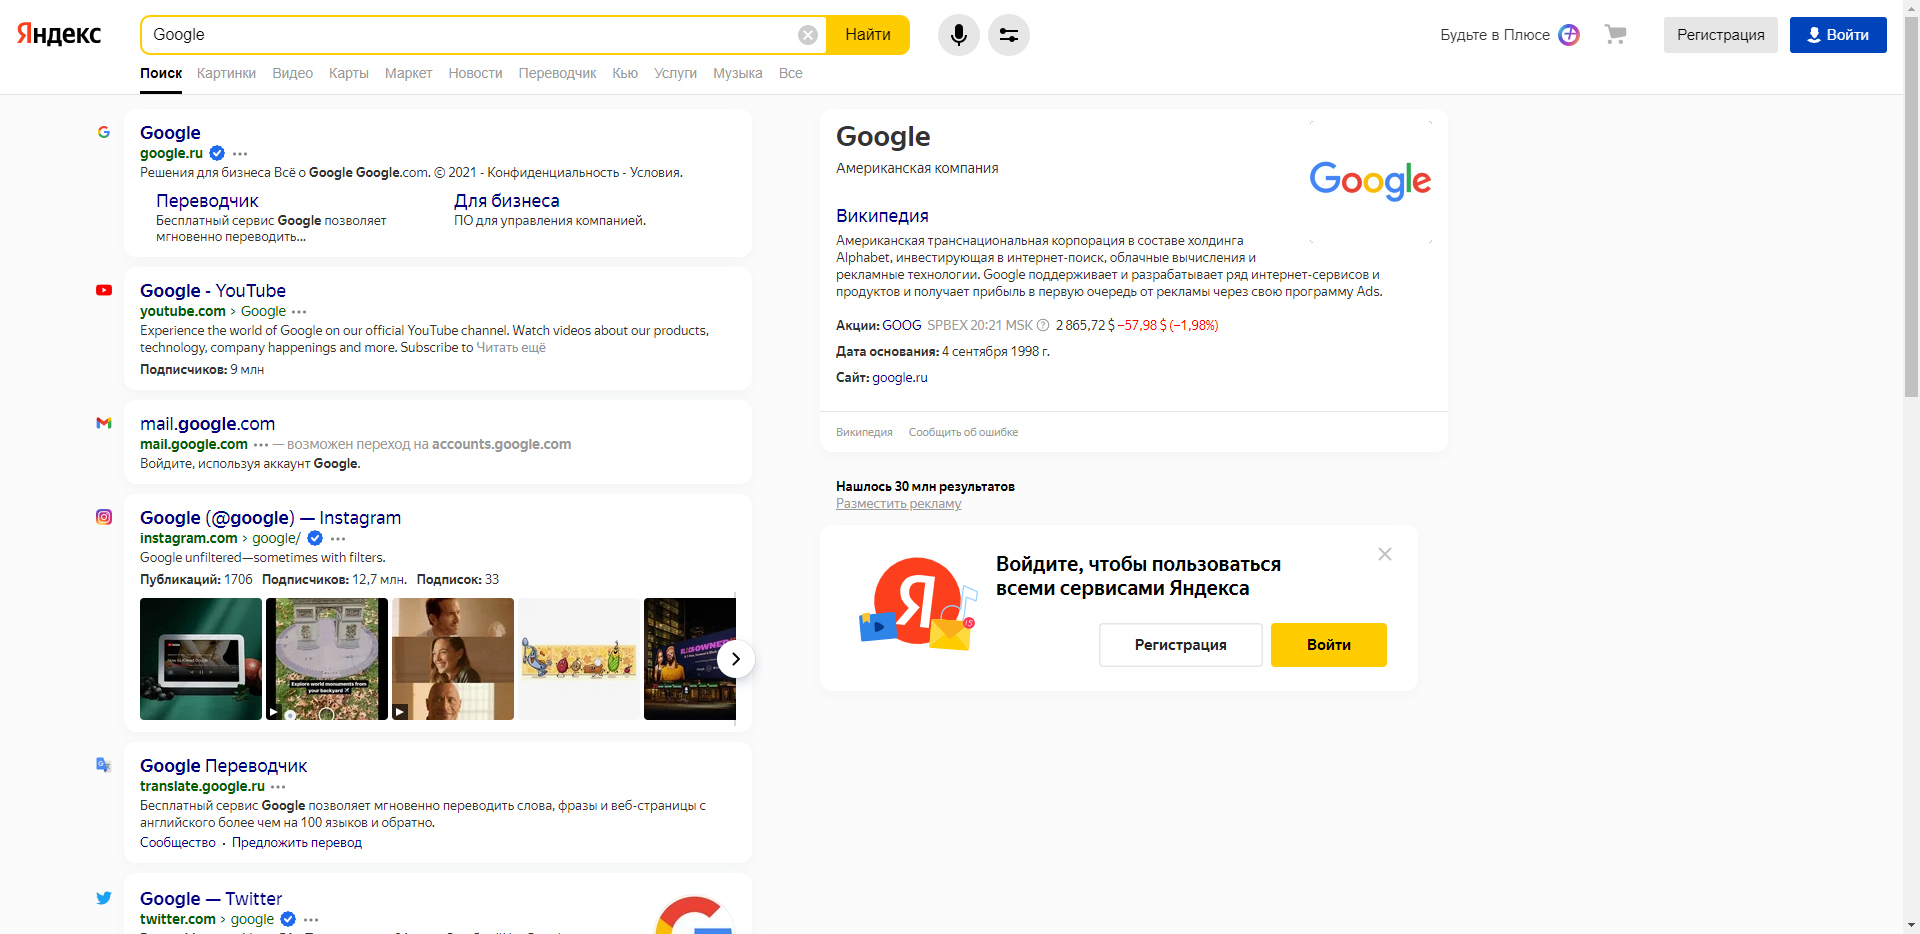 Яндекс
Google
Найти
Будьте в Плюсе
Регистрация
Войти
Поиск Картинки Видео Карты Маркет Новости Переводчик Кью Услуги Музыка Все
Google
google.ru
Решения для бизнеса Всё о Google Google.com. © 2021 - Конфиденциальность - Условия.
Переводчик
Бесплатный сервис Google позволяет
мгновенно переводить...
Для бизнеса
ПО для управления компанией.
Google - YouTube
youtube.com › Google
Experience the world of Google on our official YouTube channel. Watch videos about our products,
technology, company happenings and more. Subscribe to Читать ещё
Подписчиков: 9 млн
mail.google.com
mail.google.com ··· — возможен переход на accounts.google.com
Войдите, используя аккаунт Google.
Google (@google) — Instagram
instagram.com › google/
Google unfiltered—sometimes with filters.
Публикаций: 1706 Подписчиков: 12,7 млн. Подписок: 33
Explore world monuments from
your backyard
Google Переводчик
translate.google.ru
Бесплатный сервис Google позволяет мгновенно переводить слова, фразы и веб-страницы с
английского более чем на 100 языков и обратно.
Сообщество · Предложить перевод
Google — Twitter
twitter.com › google
Google
Американская компания
Google
Википедия
Американская транснациональная корпорация в составе холдинга
Alphabet, инвестирующая в интернет-поиск, облачные вычисления и
рекламные технологии. Google поддерживает и разрабатывает ряд интернет-сервисов и
продуктов и получает прибыль в первую очередь от рекламы через свою программу Ads.
Акции: GOOG SPBEX 20:21 MSK ? 2 865,72 $ −57,98 $ (−1,98%)
Дата основания: 4 сентября 1998 г.
Сайт: google.ru
Википедия Сообщить об ошибке
Нашлось 30 млн результатов
Разместить рекламу
Я
15
Войдите, чтобы пользоваться
всеми сервисами Яндекса
Регистрация
Войти